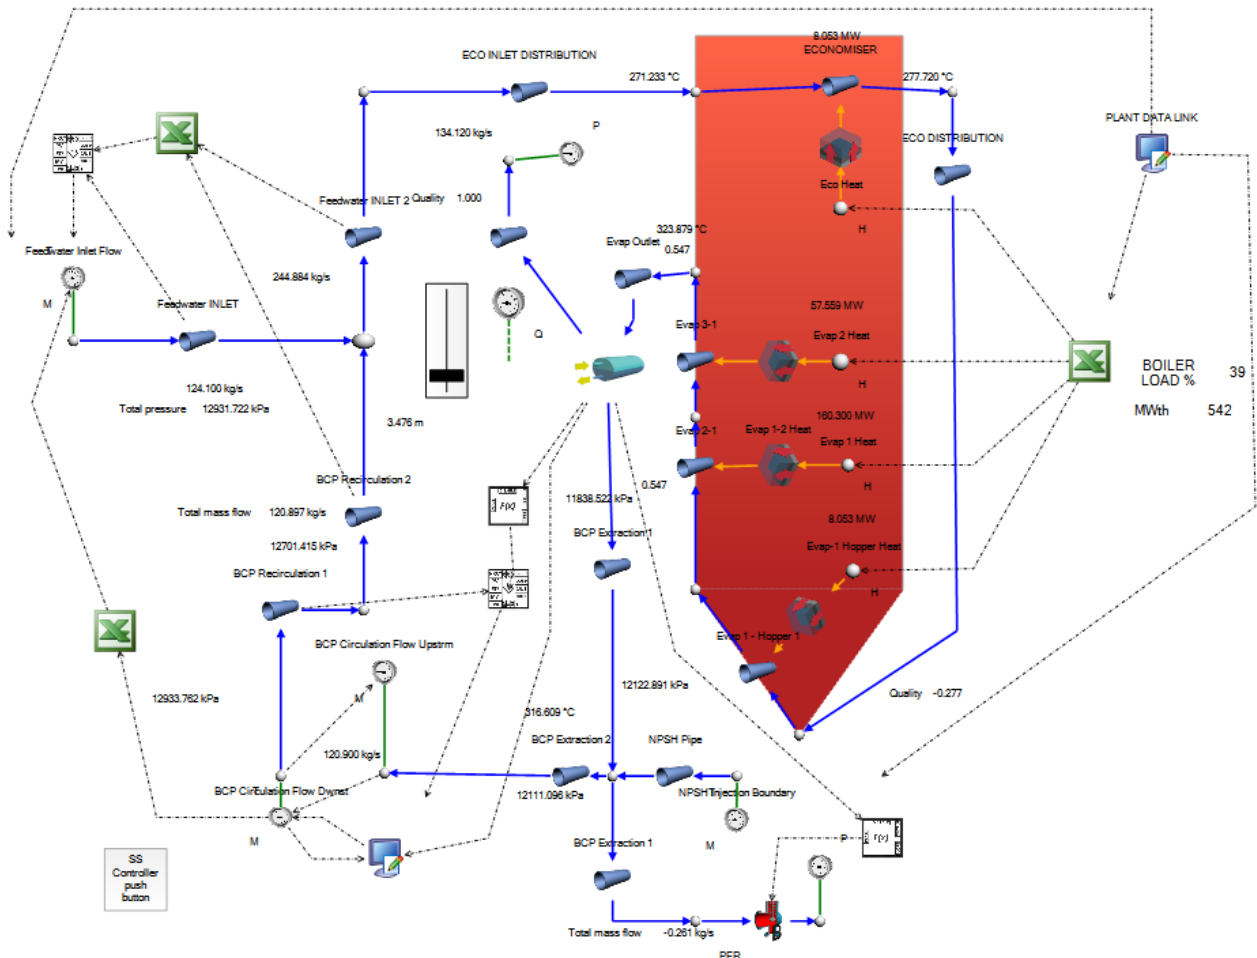 8.053 MW
ECONOMISER
ECO INLET DISTRIBUTION
271.233 °C
277.720 °C
134.120 kg/s
P
PLANT DATA LINK
ECO DISTRIBUTION
Eco Heat
Feedwater INLET 2
Quality 1.000
H
323.879 °C
Evap Outlet
0.547
Feedwater Inlet Flow
244.884 kg/s
M
Feedwater INLET
57.559 MW
Evap 3-1
Evap 2 Heat
Q
BOILER
LOAD %
39
H
124.100 kg/s
Total pressure 12931.722 kPa
MWth 542
160.300 MW
3.476 m
Evap 2-1
Evap 1-2 Heat
Evap 1 Heat
BCP Recirculation 2
0.547
H
11838.522 kPa
F(x)
Total mass flow 120.897 kg/s
8.053 MW
BCP Extraction 1
12701.415 kPa
Evap-1 Hopper Heat
BCP Recirculation 1
H
Evap 1 - Hopper 1
BCP Circulation Flow Upstrm
12933.762 kPa
M
12122.891 kPa
Quality -0.277
316.609 °C
BCP Extraction 2
NPSH Pipe
120.900 kg/s
BCP Circulation Flow Dwnst
12111.096 kPa
NPSH Injection Boundary
M
BCP Extraction 1
M
P
SS
Controller
push
button
Total mass flow -0.261 kg/s